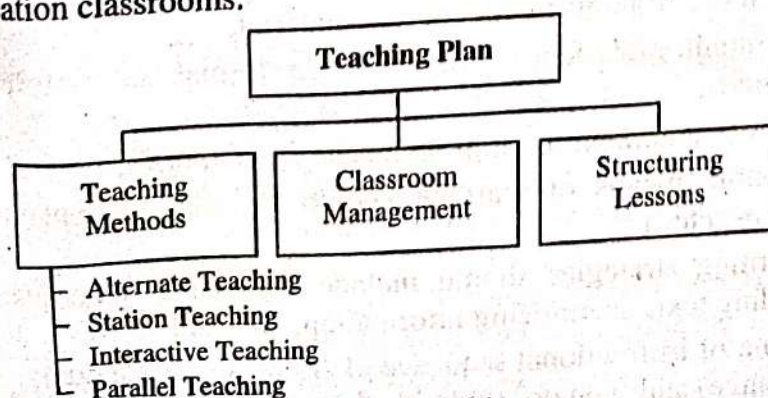 ation classrooms.
Teaching Plan
Teaching
Methods
Classroom
Management
Structuring
Lessons
Alternate Teaching
Station Teaching
Interactive Teaching
Parallel Teaching